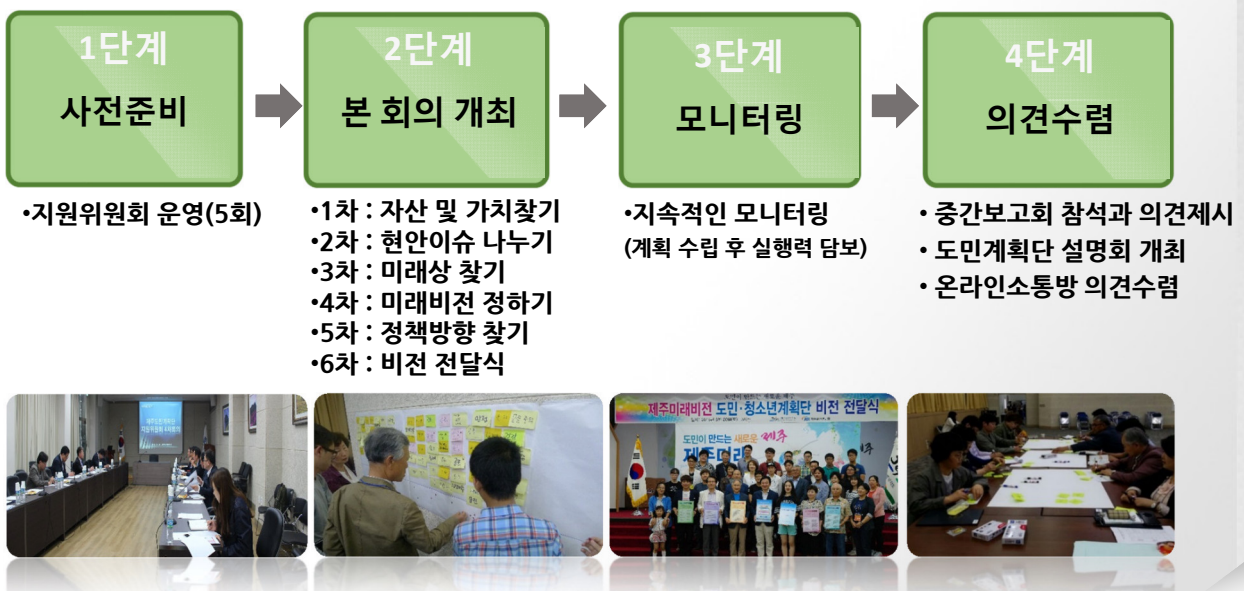 1단계
사전준비
2단계
본 회의 개최
3단계
모니터링
4단계
의견수렴
•지원위원회 운영(5회)
•1차 : 자산 및 가치찾기
•2차 : 현안이슈 나누기
•3차 : 미래상 찾기
•4차 : 미래비전 정하기
•5차 : 정책방향 찾기
•6차 : 비전 전달식
•지속적인 모니터링
(계획 수립 후 실행력 담보)
• 중간보고회 참석과 의견제시
• 도민계획단 설명회 개최
• 온라인소통방 의견수렴
제주미래비전 도민·청소년계획단 비전 전달식
도민이 만드는 새로운 제주